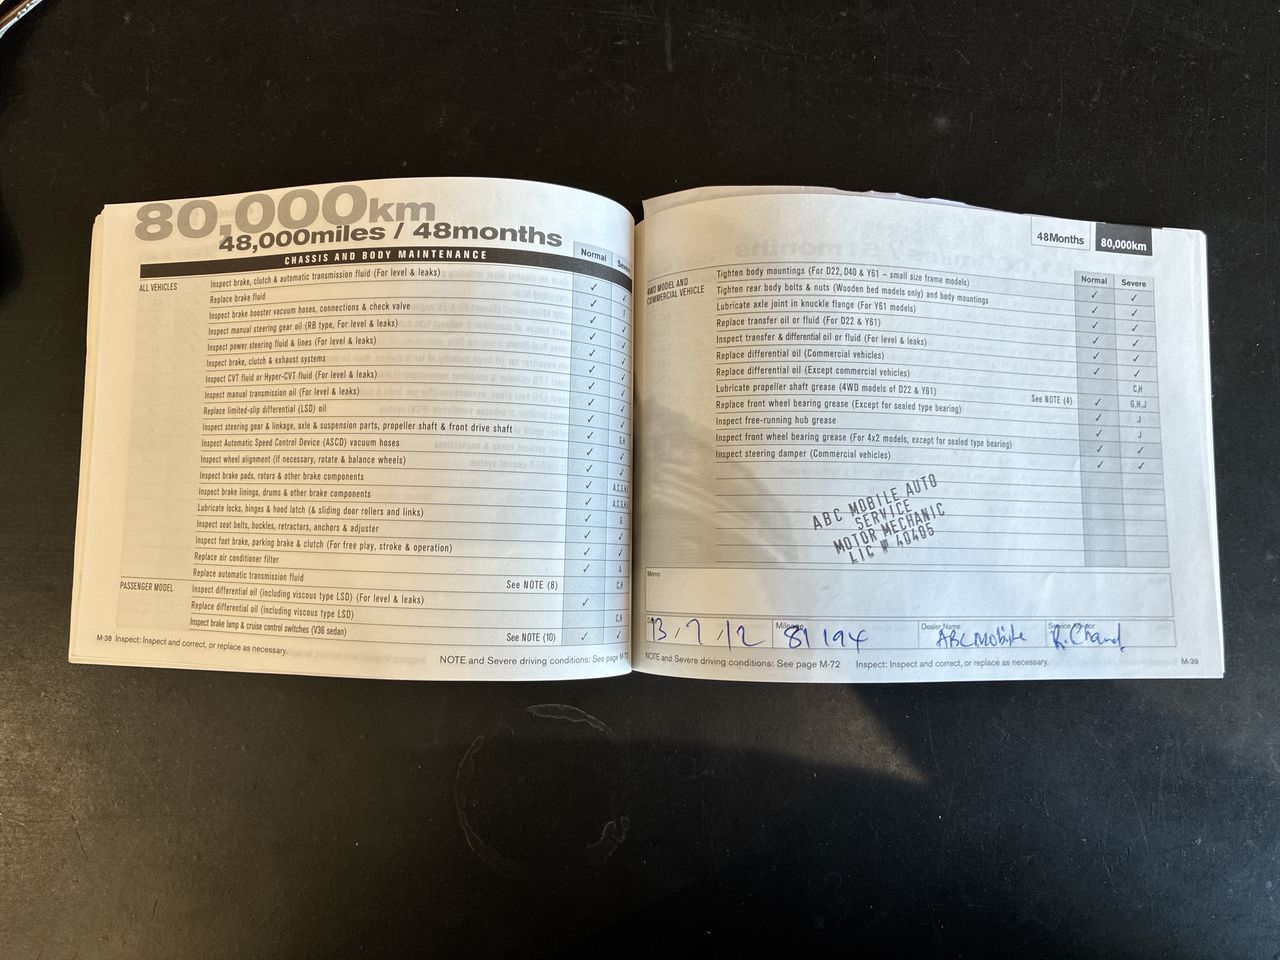 80,000km
48,000miles / 48months
CHASSIS AND BODY MAINTENANCE
Normal
ALL VEHICLES
Inspect brake, clutch & automatic transmission fluid (For level & leaks) ✓ ✓
Replace brake fluid ✓ F
Inspect brake booster vacuum hoses, connections & check valve ✓ ✓
Inspect manual steering gear oil (RB type, For level & leaks) ✓ ✓
Inspect power steering fluid & lines (For level & leaks) ✓ ✓
Inspect brake, clutch & exhaust systems ✓ ✓
Inspect CVT fluid or Hyper-CVT fluid (For level & leaks) ✓ ✓
Inspect manual transmission oil (For level & leaks) ✓ ✓
Replace limited-slip differential (LSD) oil ✓ ✓
Inspect steering gear & linkage, axle & suspension parts, propeller shaft & front drive shaft ✓ G,H
Inspect Automatic Speed Control Device (ASCD) vacuum hoses ✓ ✓
Inspect wheel alignment (If necessary, rotate & balance wheels) ✓ ✓
Inspect brake pads, rotors & other brake components ✓
Inspect brake linings, drums & other brake components ✓
Lubricate locks, hinges & hood latch (& sliding door rollers and links) ✓ G
Inspect seat belts, buckles, retractors, anchors & adjuster ✓ ✓
Inspect foot brake, parking brake & clutch (For free play, stroke & operation) ✓ ✓
Replace air conditioner filter ✓ A
Replace automatic transmission fluid See NOTE (8) C,H
PASSENGER MODEL
Inspect differential oil (including viscous type LSD) (For level & leaks) ✓
Replace differential oil (including viscous type LSD) C,H
Inspect brake lamp & cruise control switches (V36 sedan) See NOTE (10) ✓ ✓
M-38 Inspect: Inspect and correct, or replace as necessary.
NOTE and Severe driving conditions: See page M-72
48Months 80,000km
Normal Severe
4WD MODEL AND
COMMERCIAL VEHICLE
Tighten body mountings (For D22, D40 & Y61 – small size frame models) ✓ ✓
Tighten rear body bolts & nuts (Wooden bed models only) and body mountings ✓ ✓
Lubricate axle joint in knuckle flange (For Y61 models) ✓ ✓
Replace transfer oil or fluid (For D22 & Y61) ✓ ✓
Inspect transfer & differential oil or fluid (For level & leaks) ✓ ✓
Replace differential oil (Commercial vehicles) ✓ ✓
Replace differential oil (Except commercial vehicles) C,H
Lubricate propeller shaft grease (4WD models of D22 & Y61) See NOTE (4) ✓ G,H,J
Replace front wheel bearing grease (Except for sealed type bearing) ✓ J
Inspect free-running hub grease ✓ J
Inspect front wheel bearing grease (For 4x2 models, except for sealed type bearing) ✓ ✓
Inspect steering damper (Commercial vehicles) ✓ ✓
ABC MOBILE AUTO
SERVICE
MOTOR MECHANIC
LIC # 40405
Memo
Dealer Name
13,7,12 81194 ABC Mobile R.Chand
NOTE and Severe driving conditions: See page M-72 Inspect: Inspect and correct, or replace as necessary. M-39